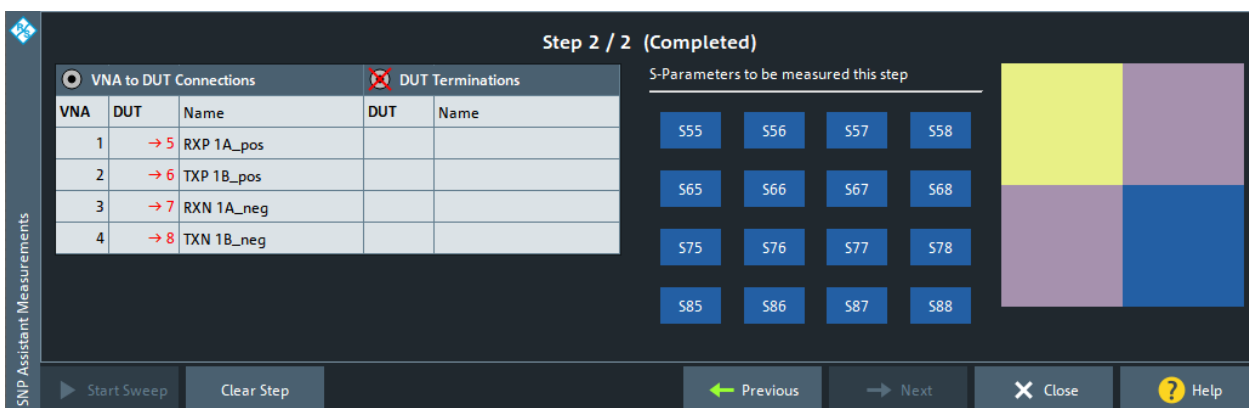 Step 2 / 2 (Completed)
VNA to DUT Connections
DUT Terminations
VNA DUT Name DUT Name
1 → 5 RXP 1A_pos
2 → 6 TXP 1B_pos
3 → 7 RXN 1A_neg
4 → 8 TXN 1B_neg
S-Parameters to be measured this step
S55 S56 S57 S58
S65 S66 S67 S68
S75 S76 S77 S78
S85 S86 S87 S88
SNP Assistant Measurements
Start Sweep
Clear Step
Previous
Next
Close
? Help